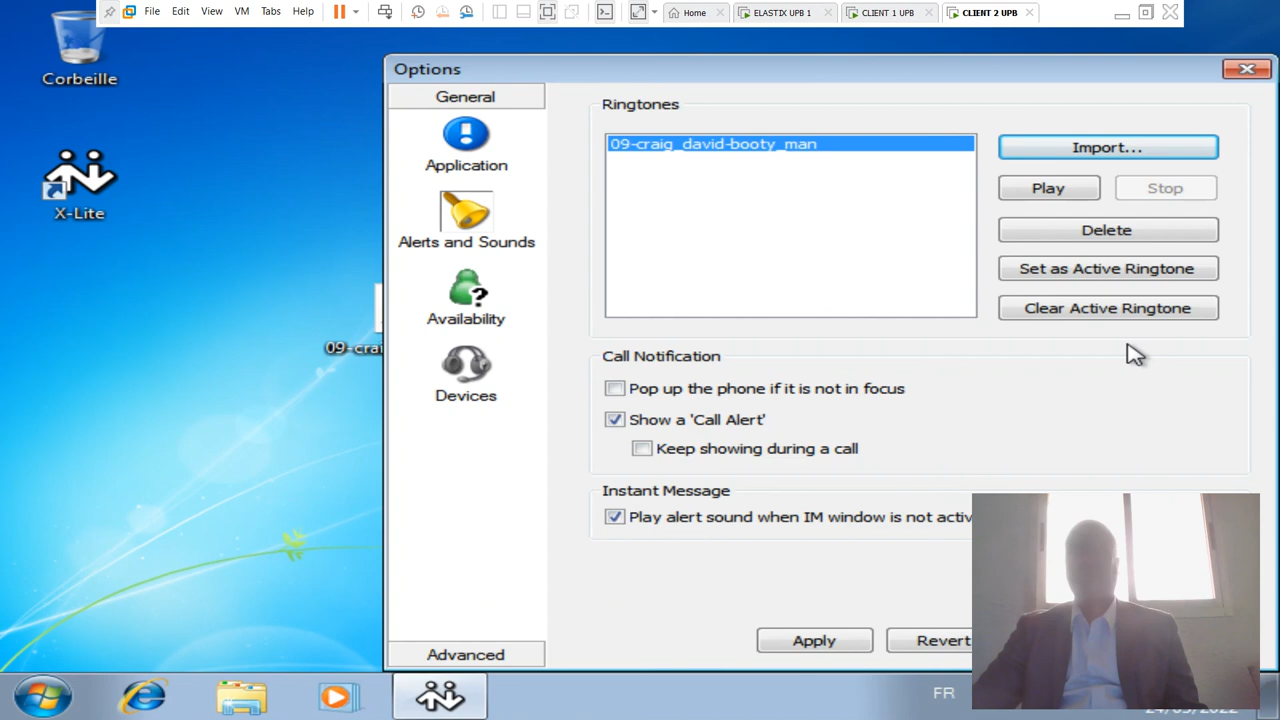 File Edit View VM Tabs Help
Home
ELASTIX UPB 1
CLIENT 1 UPB
CLIENT 2 UPB
Corbeille
X-Lite
Options
General
Application
Alerts and Sounds
Availability
Devices
Advanced
Ringtones
09-craig_david-booty_man
Import...
Play
Stop
Delete
Set as Active Ringtone
Clear Active Ringtone
Call Notification
Pop up the phone if it is not in focus
Show a 'Call Alert'
Keep showing during a call
Instant Message
Play alert sound when IM window is not activ
Apply
Revert
09-crai
FR